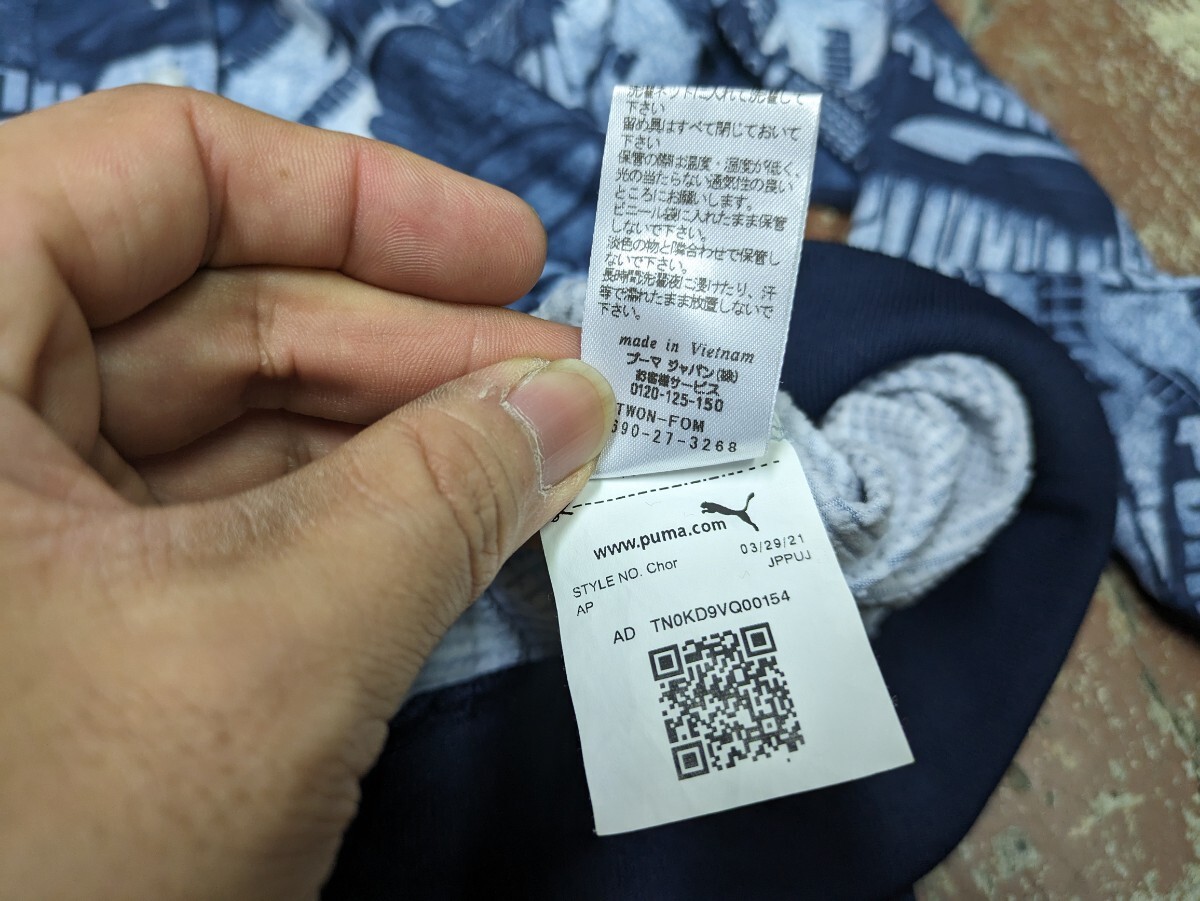 洗濯ネットに入れて洗濯して
下さい
留め具はすべて閉じておいて
下さい
保管の際は温度・湿度が低く、
光の当たらない通気性の良い
ところにお願いします。
ビニール袋に入れたまま保管
しないで下さい。
淡色の物と隣合わせで保管し
ないで下さい。
長時間洗濯液に浸けたり、汗
等で濡れたまま放置しないで
下さい。
made in Vietnam
プーマ ジャパン(株)
お客様サービス
0120-125-150
TWON-FOM
690-27-3268
www.puma.com
STYLE NO. Chor
03/29/21
AP
JPPUJ
AD TN0KD9VQ00154